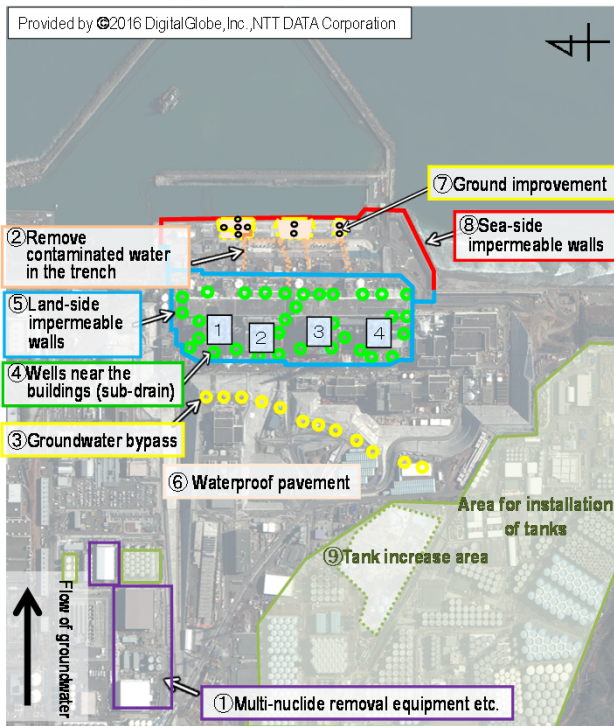 Provided by ©2016 DigitalGlobe,Inc.,NTT DATA Corporation
⑦Ground improvement
②Remove
contaminated water
in the trench
⑧Sea-side
impermeable walls
⑤Land-side
impermeable
walls
1
2
3
4
④Wells near the
buildings (sub-drain)
③Groundwater bypass
⑥ Waterproof pavement
Area for installation
of tanks
⑨Tank increase area
Flow of groundwater
①Multi-nuclide removal equipment etc.